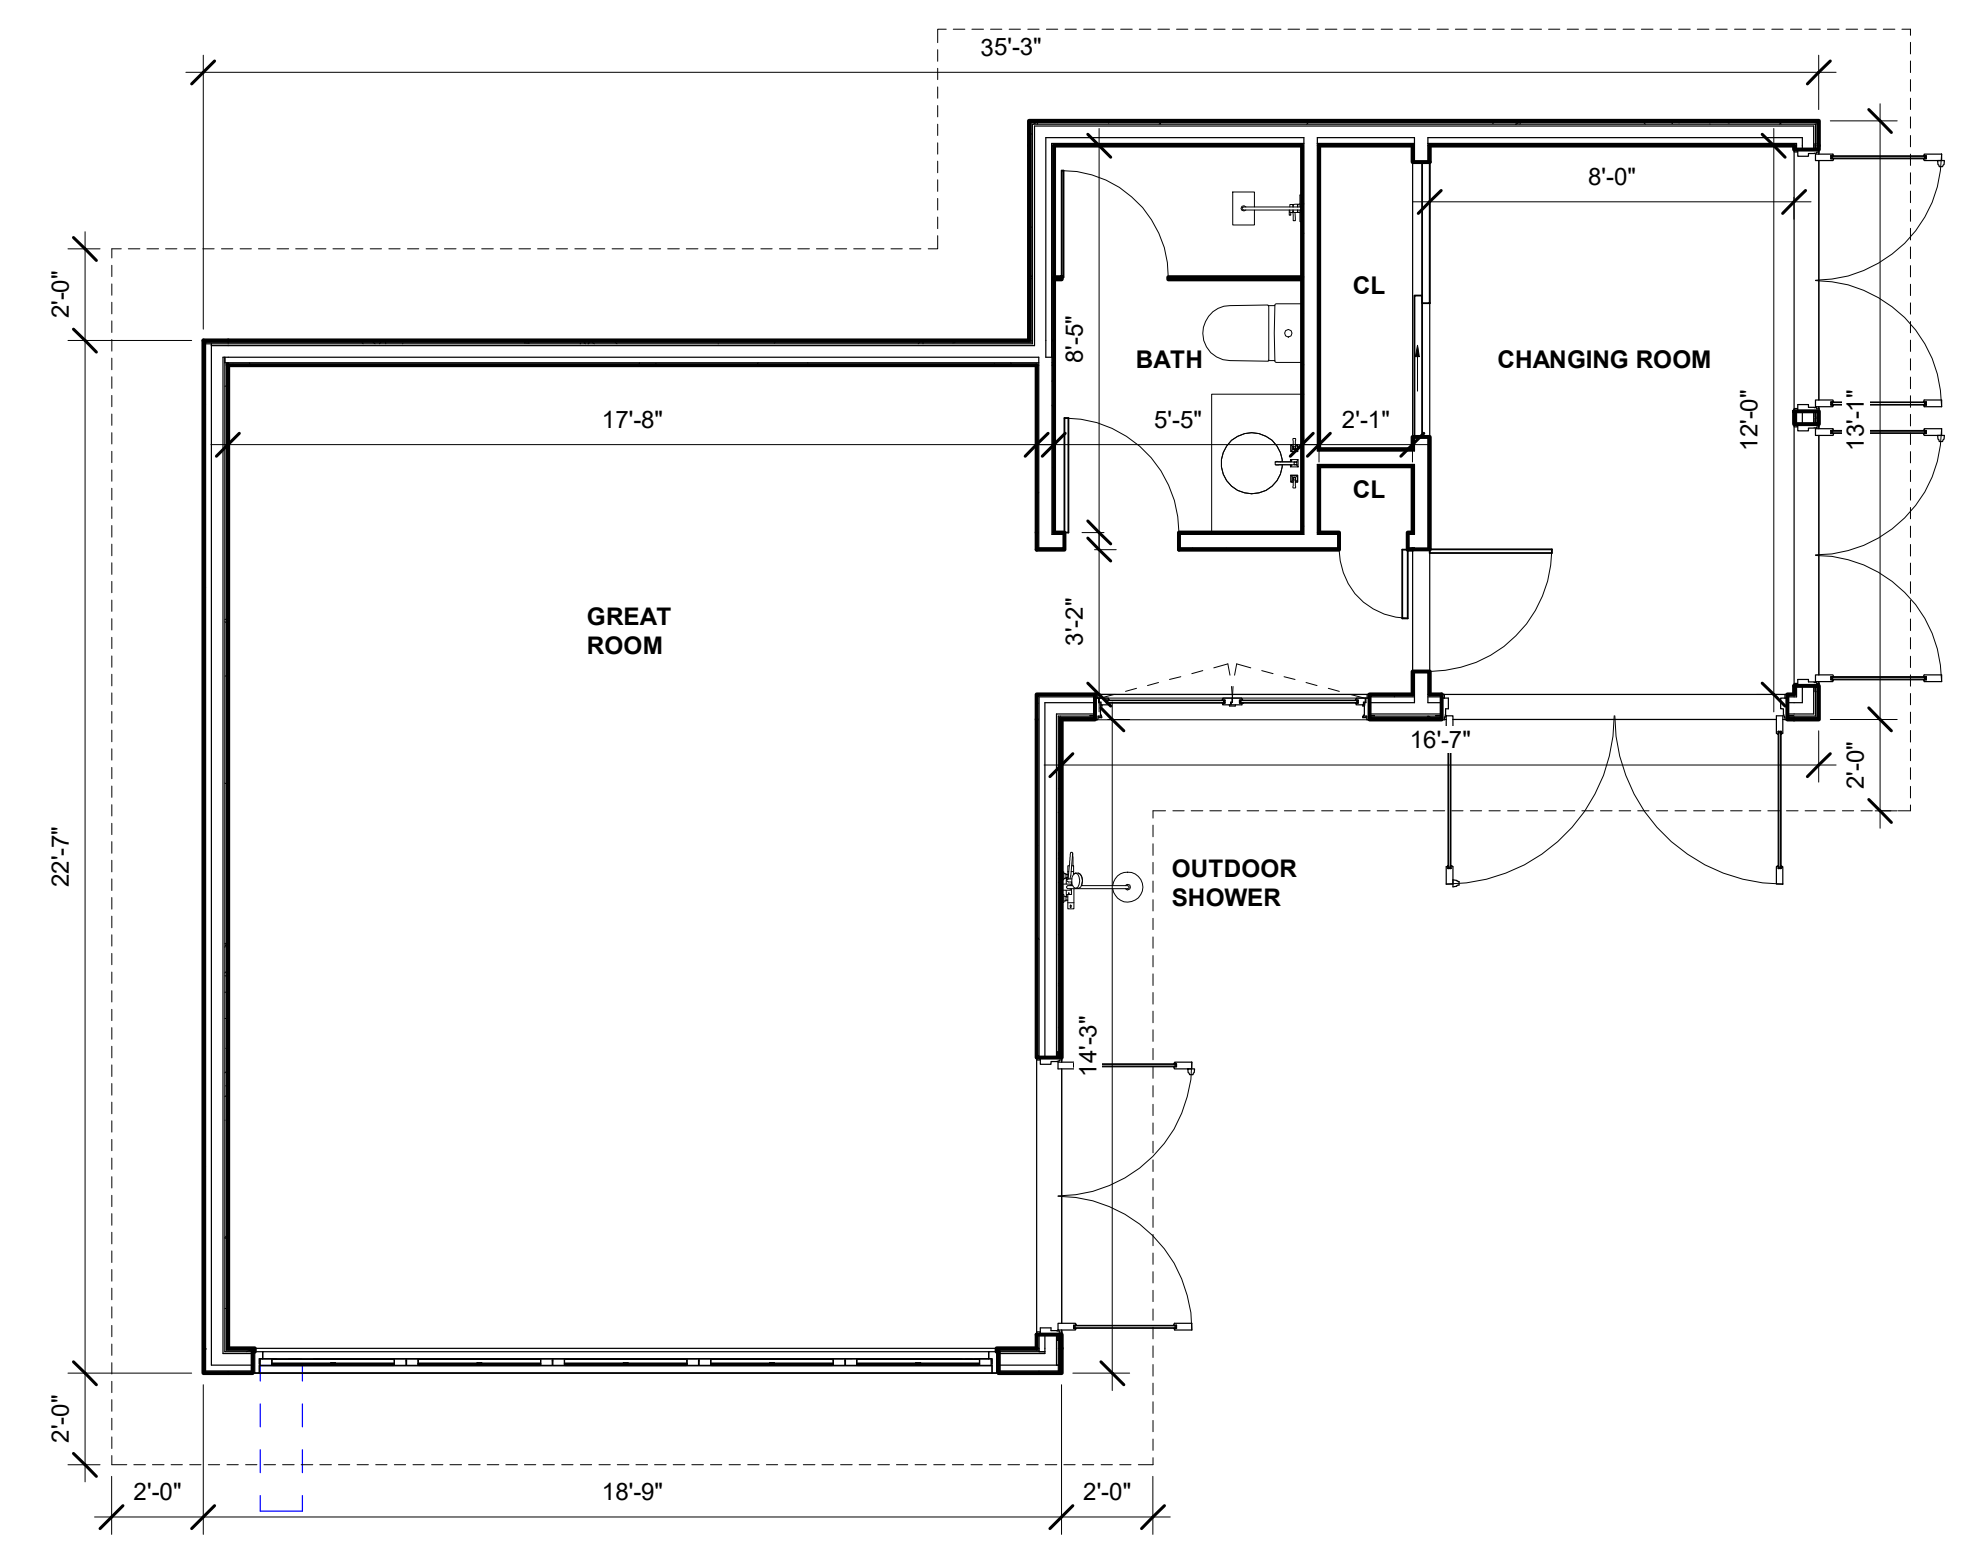 35'-3"
8'-0"
2'-0"
CL
8'-5"
BATH
CHANGING ROOM
17'-8"
5'-5"
2'-1"
12'-0"
13'-1"
CL
GREAT
ROOM
3'-2"
16'-7"
2'-0"
22'-7"
OUTDOOR
SHOWER
14'-3"
2'-0"
2'-0"
18'-9"
2'-0"